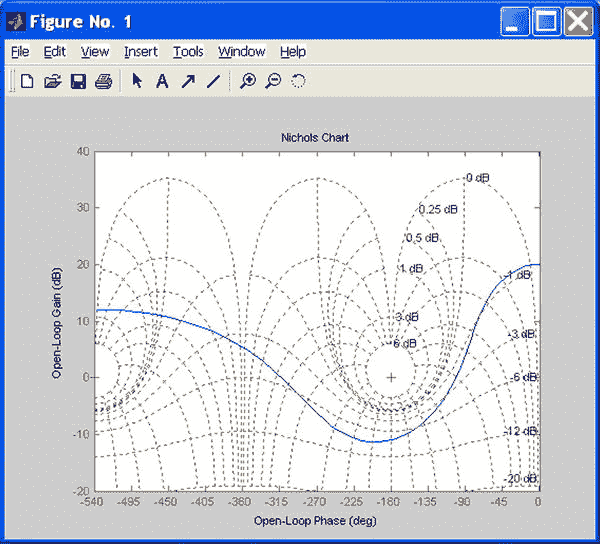 Figure No. 1
File Edit View Insert Tools Window Help
A
Nichols Chart
40
30
20
10
0
-10
-20
Open-Loop Gain (dB)
0 dB
0.25 dB
0.5 dB
1 dB
-1 dB
3 dB
-3 dB
6 dB
-6 dB
-12 dB
-20 dB
-540 -495 -450 -405 -360 -315 -270 -225 -180 -135 -90 -45 0
Open-Loop Phase (deg)